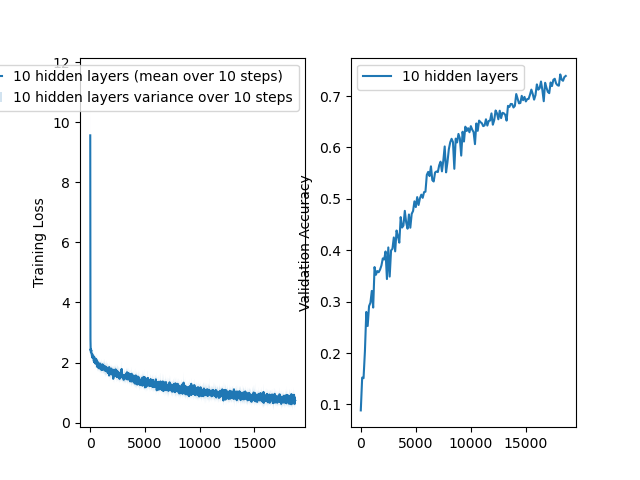 10 hidden layers (mean over 10 steps)
10 hidden layers variance over 10 steps
Training Loss
12
10
8
6
4
2
0
0 5000 10000 15000
10 hidden layers
Validation Accuracy
0.7
0.6
0.5
0.4
0.3
0.2
0.1
0 5000 10000 15000